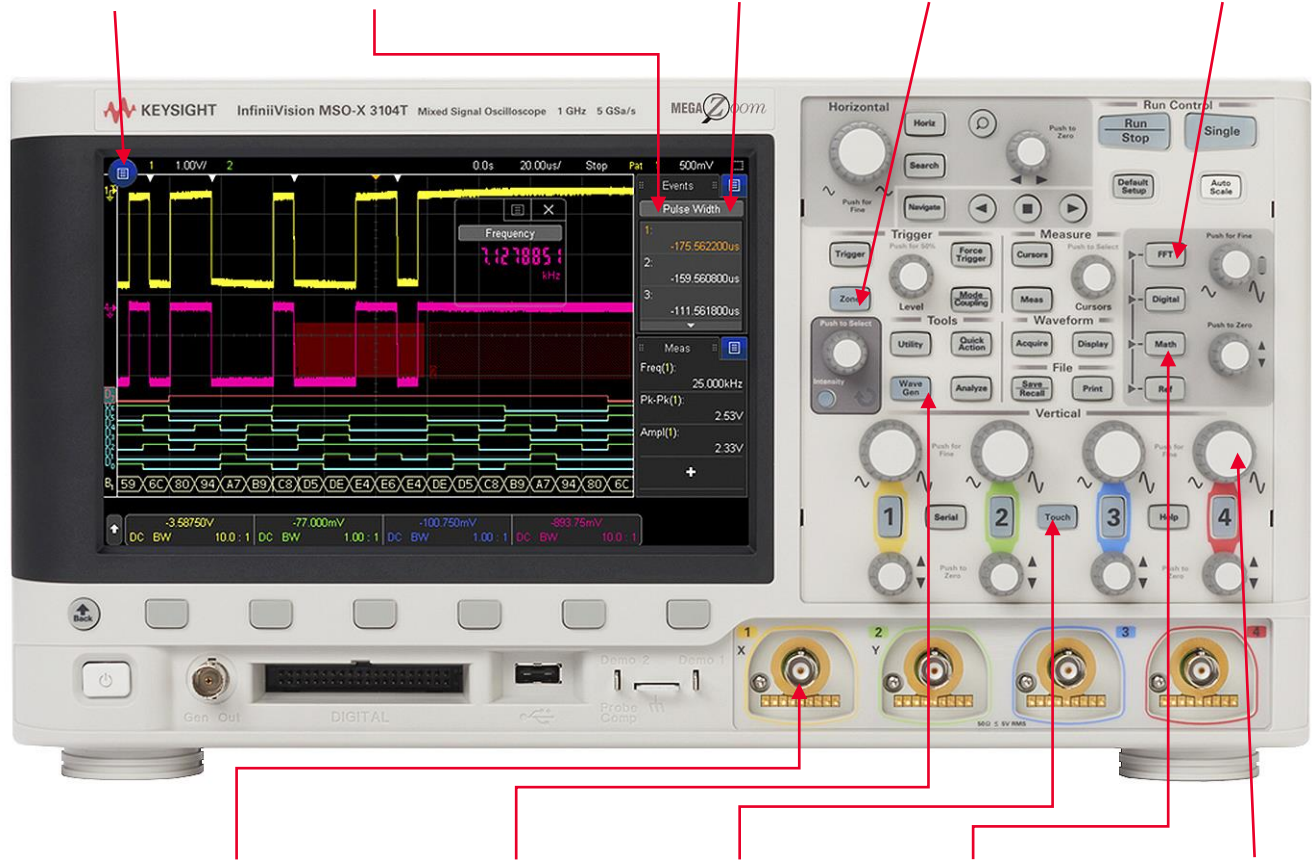 KEYSIGHT InfiniiVision MSO-X 3104T Mixed Signal Oscilloscope 1 GHz 5 GSa/s MEGA Zoom
1 1.00V/ 2 0.0s 20.00us/ Stop Pat 500mV
Events
Pulse Width
1:
-175.562200us
2:
-159.560800us
3:
-111.561800us
Frequency
7.1278851
kHz
Meas
Freq(1):
25.000kHz
Pk-Pk(1):
2.53V
Ampl(1):
2.33V
+
59 6C 80 94 A7 B9 C8 D5 DE E4 E6 E4 DE D5 C8 B9 A7 94 80 6C
-3.58750V -77.000mV -100.750mV -893.75mV
DC BW 10.0 : 1 DC BW 1.00 : 1 DC BW 1.00 : 1 DC BW 10.0 : 1
Back
Gen Out
DIGITAL
Demo 2 Demo 1
Probe
Comp
Horizontal
Horiz
Search
Navigate
Push for
Fine
Push to
Zero
Run Control
Run
Stop
Single
Default
Setup
Auto
Scale
Trigger
Push for 50%
Trigger
Force
Trigger
Zone
Level
Mode
Coupling
Measure
Push to Select
Cursors
Meas
Cursors
FFT
Digital
Math
Ref
Push for Fine
Push to Zero
Push to Select
Intensity
Tools
Utility
Quick
Action
Wave
Gen
Analyze
Waveform
Acquire
Display
File
Save
Recall
Print
Vertical
Push for
Fine
Push for
Fine
1 Serial 2 Touch 3 Help 4
Push to
Zero
Push to
Zero
1
X
2
Y
3
4
50Ω ≤ 5V RMS